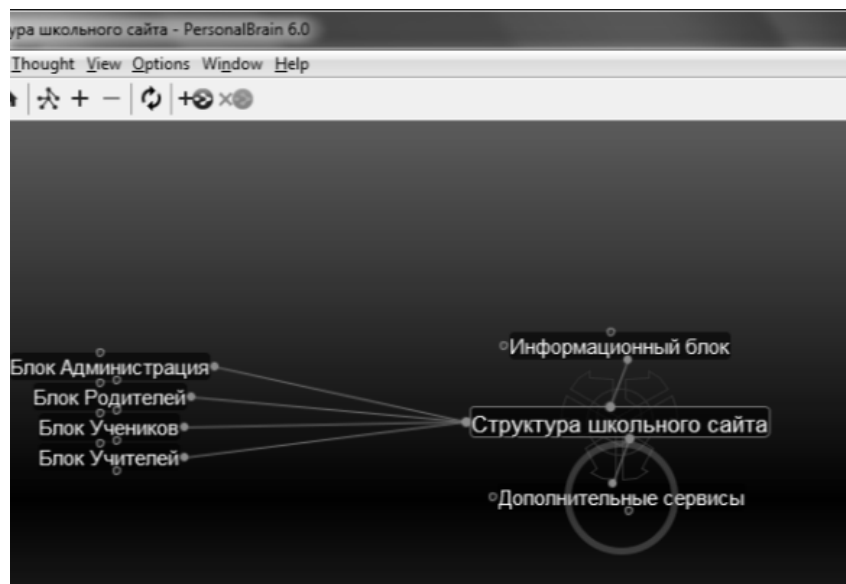 ура школьного сайта - PersonalBrain 6.0
Thought View Options Window Help
Информационный блок
Блок Администрация
Блок Родителей
Структура школьного сайта
Блок Учеников
Блок Учителей
Дополнительные сервисы